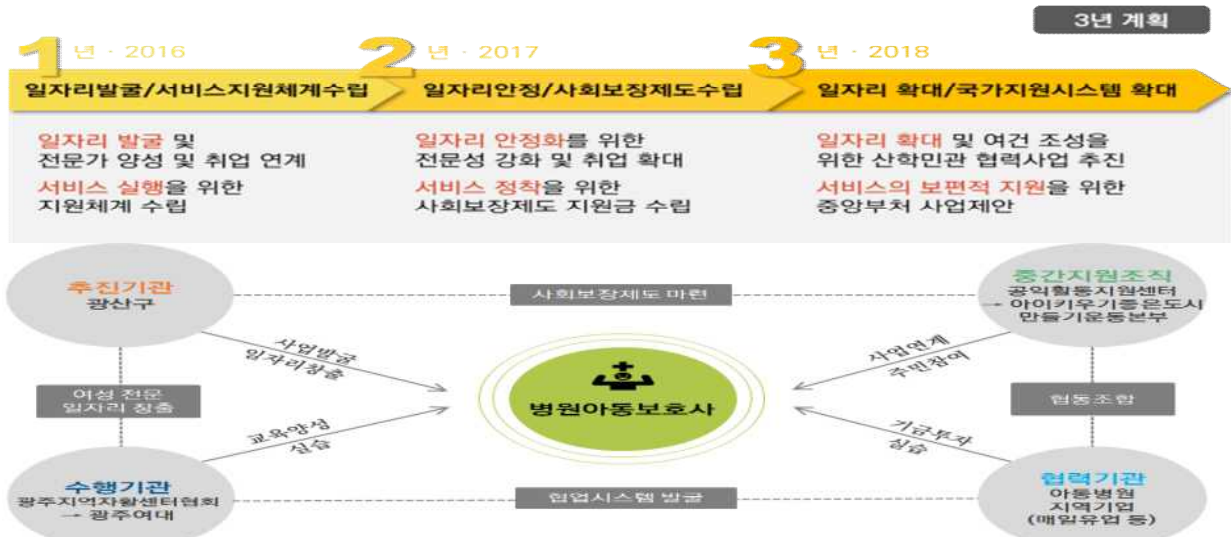 3년 계획
1년 · 2016
2년 · 2017
3년 · 2018
일자리발굴/서비스지원체계수립
일자리안정/사회보장제도수립
일자리 확대/국가지원시스템 확대
일자리 발굴 및
전문가 양성 및 취업 연계
서비스 실행을 위한
지원체계 수립
일자리 안정화를 위한
전문성 강화 및 취업 확대
서비스 정착을 위한
사회보장제도 지원금 수립
일자리 확대 및 여건 조성을
위한 산학민관 협력사업 추진
서비스의 보편적 지원을 위한
중앙부처 사업제안
추진기관
광산구
사회보장제도 마련
중간지원조직
공익활동지원센터
→ 아이키우기좋은도시
만들기운동본부
사업발굴
일자리창출
사업연계
주민참여
여성 전문
일자리 창출
병원아동보호사
협동조합
교육양성
실습
기금투자
실습
수행기관
광주지역자활센터협회
→ 광주여대
협업시스템 발굴
협력기관
아동병원
지역기업
(매일유업 등)